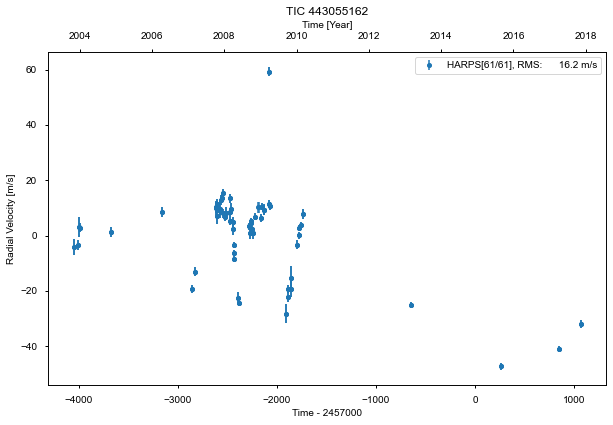 TIC 443055162
Time [Year]
2004 2006 2008 2010 2012 2014 2016 2018
HARPS[61/61], RMS: 16.2 m/s
60
40
20
0
−20
−40
Radial Velocity [m/s]
−4000 −3000 −2000 −1000 0 1000
Time - 2457000